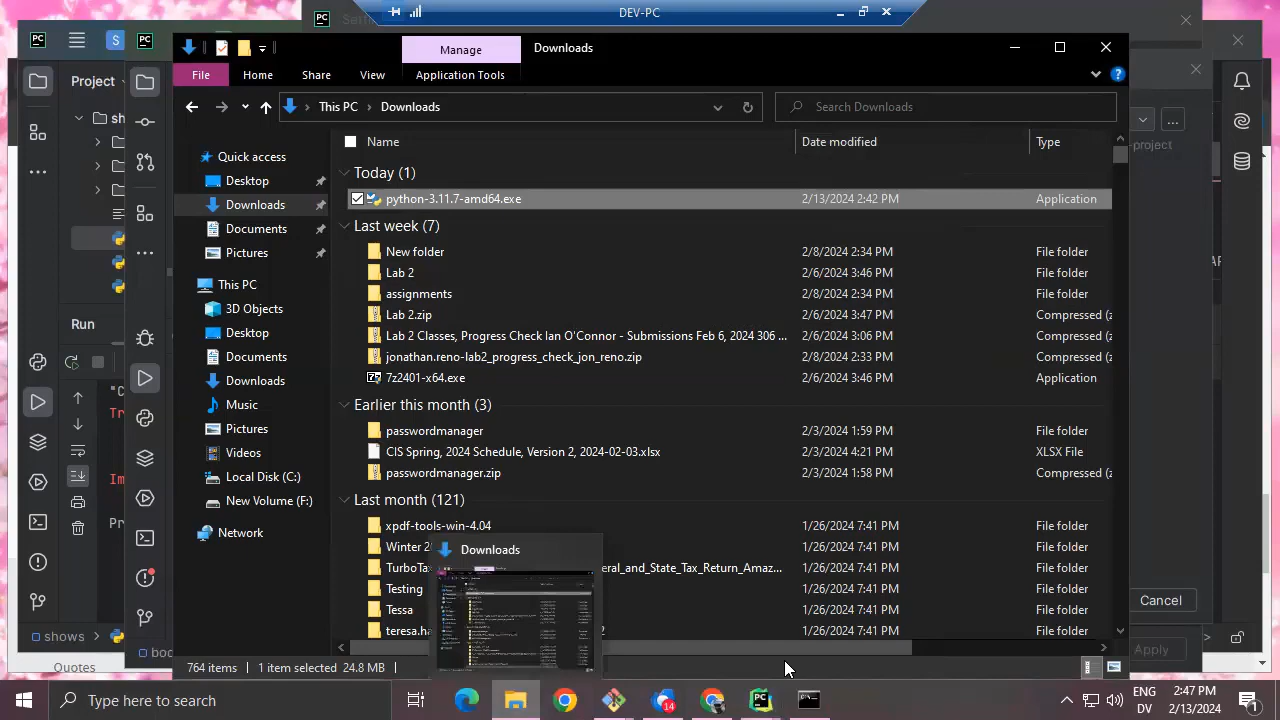 DEV-PC
Manage
Downloads
File
Home
Share
View
Application Tools
This PC
Downloads
Search Downloads
Project
Name
Date modified
Type
Quick access
Desktop
Downloads
Documents
Pictures
This PC
3D Objects
Desktop
Documents
Downloads
Music
Pictures
Videos
Local Disk (C:)
New Volume (F:)
Network
Today (1)
python-3.11.7-amd64.exe 2/13/2024 2:42 PM Application
Last week (7)
New folder 2/8/2024 2:34 PM File folder
Lab 2 2/6/2024 3:46 PM File folder
assignments 2/8/2024 2:34 PM File folder
Lab 2.zip 2/6/2024 3:47 PM Compressed (z
Lab 2 Classes, Progress Check Ian O'Connor - Submissions Feb 6, 2024 306 ... 2/6/2024 3:06 PM Compressed (z
jonathan.reno-lab2_progress_check_jon_reno.zip 2/8/2024 2:33 PM Compressed (z
7z2401-x64.exe 2/6/2024 3:46 PM Application
Earlier this month (3)
passwordmanager 2/3/2024 1:59 PM File folder
CIS Spring, 2024 Schedule, Version 2, 2024-02-03.xlsx 2/3/2024 4:21 PM XLSX File
passwordmanager.zip 2/3/2024 1:58 PM Compressed (z
Last month (121)
xpdf-tools-win-4.04 1/26/2024 7:41 PM File folder
Winter 2 1/26/2024 7:41 PM File folder
TurboTax eral_and_State_Tax_Return_Amaz... 1/26/2024 7:41 PM File folder
Testing 1/26/2024 7:41 PM File folder
Tessa 1/26/2024 7:41 PM File folder
tessa.ha 2 1/26/2024 7:41 PM File folder
Downloads
764 items
1 item selected 24.8 MB
Run
project
Cancel
Apply
shows
Quotes
Type here to search
14
ENG
DV
2:47 PM
2/13/2024
1